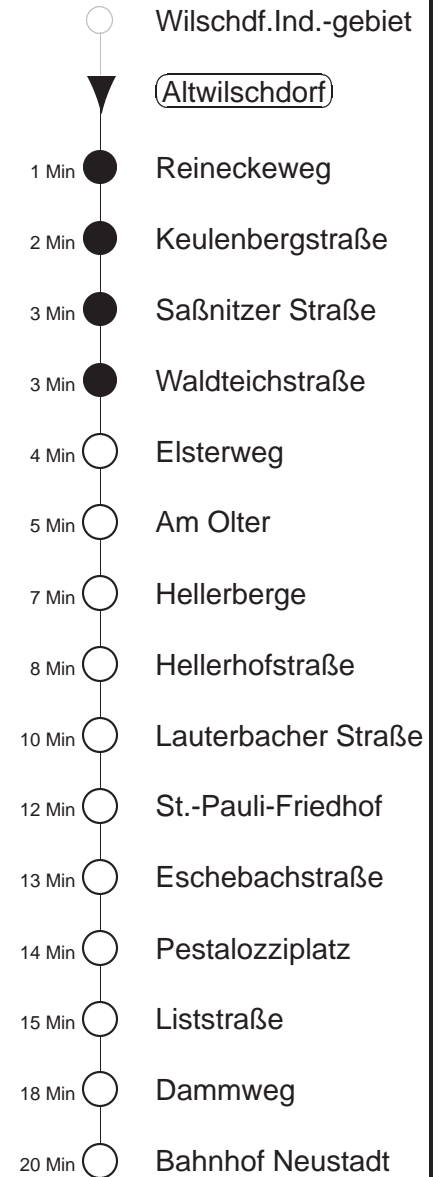 Wilschdf.Ind.-gebiet
Altwilschdorf
1 Min Reineckeweg
2 Min Keulenbergstraße
3 Min Saßnitzer Straße
3 Min Waldteichstraße
4 Min Elsterweg
5 Min Am Olter
7 Min Hellerberge
8 Min Hellerhofstraße
10 Min Lauterbacher Straße
12 Min St.-Pauli-Friedhof
13 Min Eschebachstraße
14 Min Pestalozziplatz
15 Min Liststraße
18 Min Dammweg
20 Min Bahnhof Neustadt